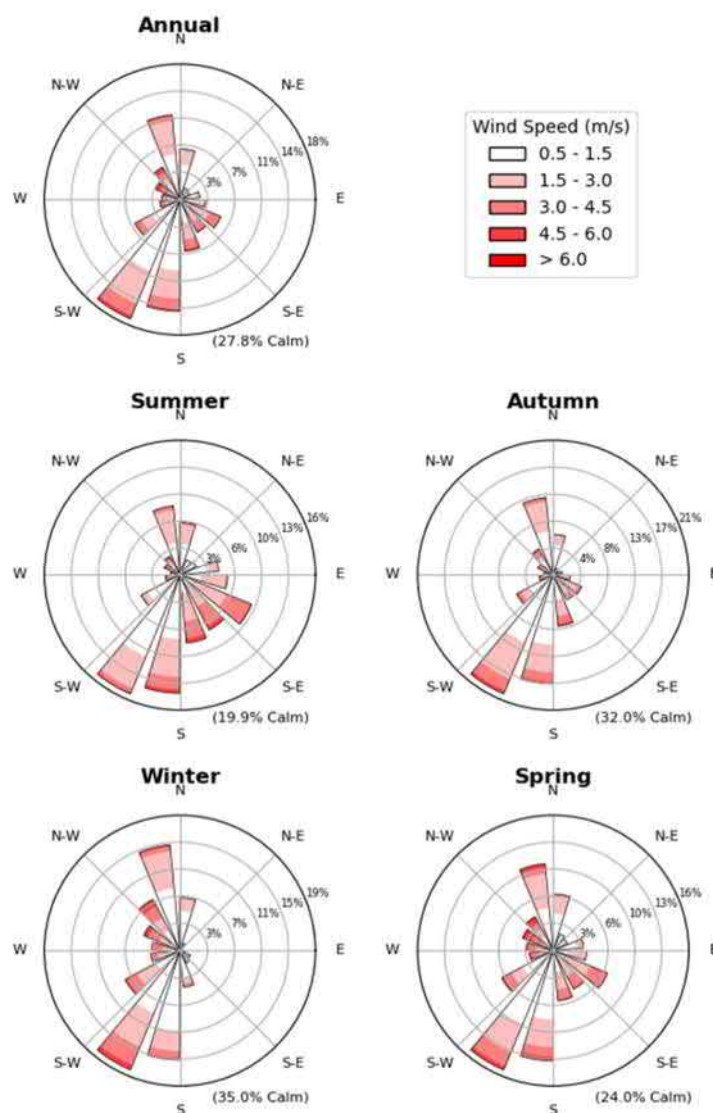 Annual
N
N-W
N-E
18%
14%
11%
7%
3%
W
E
S-W
S-E
S
(27.8% Calm)
Wind Speed (m/s)
0.5 - 1.5
1.5 - 3.0
3.0 - 4.5
4.5 - 6.0
> 6.0
Summer
N
N-W
N-E
16%
13%
10%
6%
3%
W
E
S-W
S-E
S
(19.9% Calm)
Autumn
N
N-W
N-E
21%
17%
13%
8%
4%
W
E
S-W
S-E
S
(32.0% Calm)
Winter
N
N-W
N-E
19%
15%
11%
7%
3%
W
E
S-W
S-E
S
(35.0% Calm)
Spring
N
N-W
N-E
16%
13%
10%
6%
3%
W
E
S-W
S-E
S
(24.0% Calm)